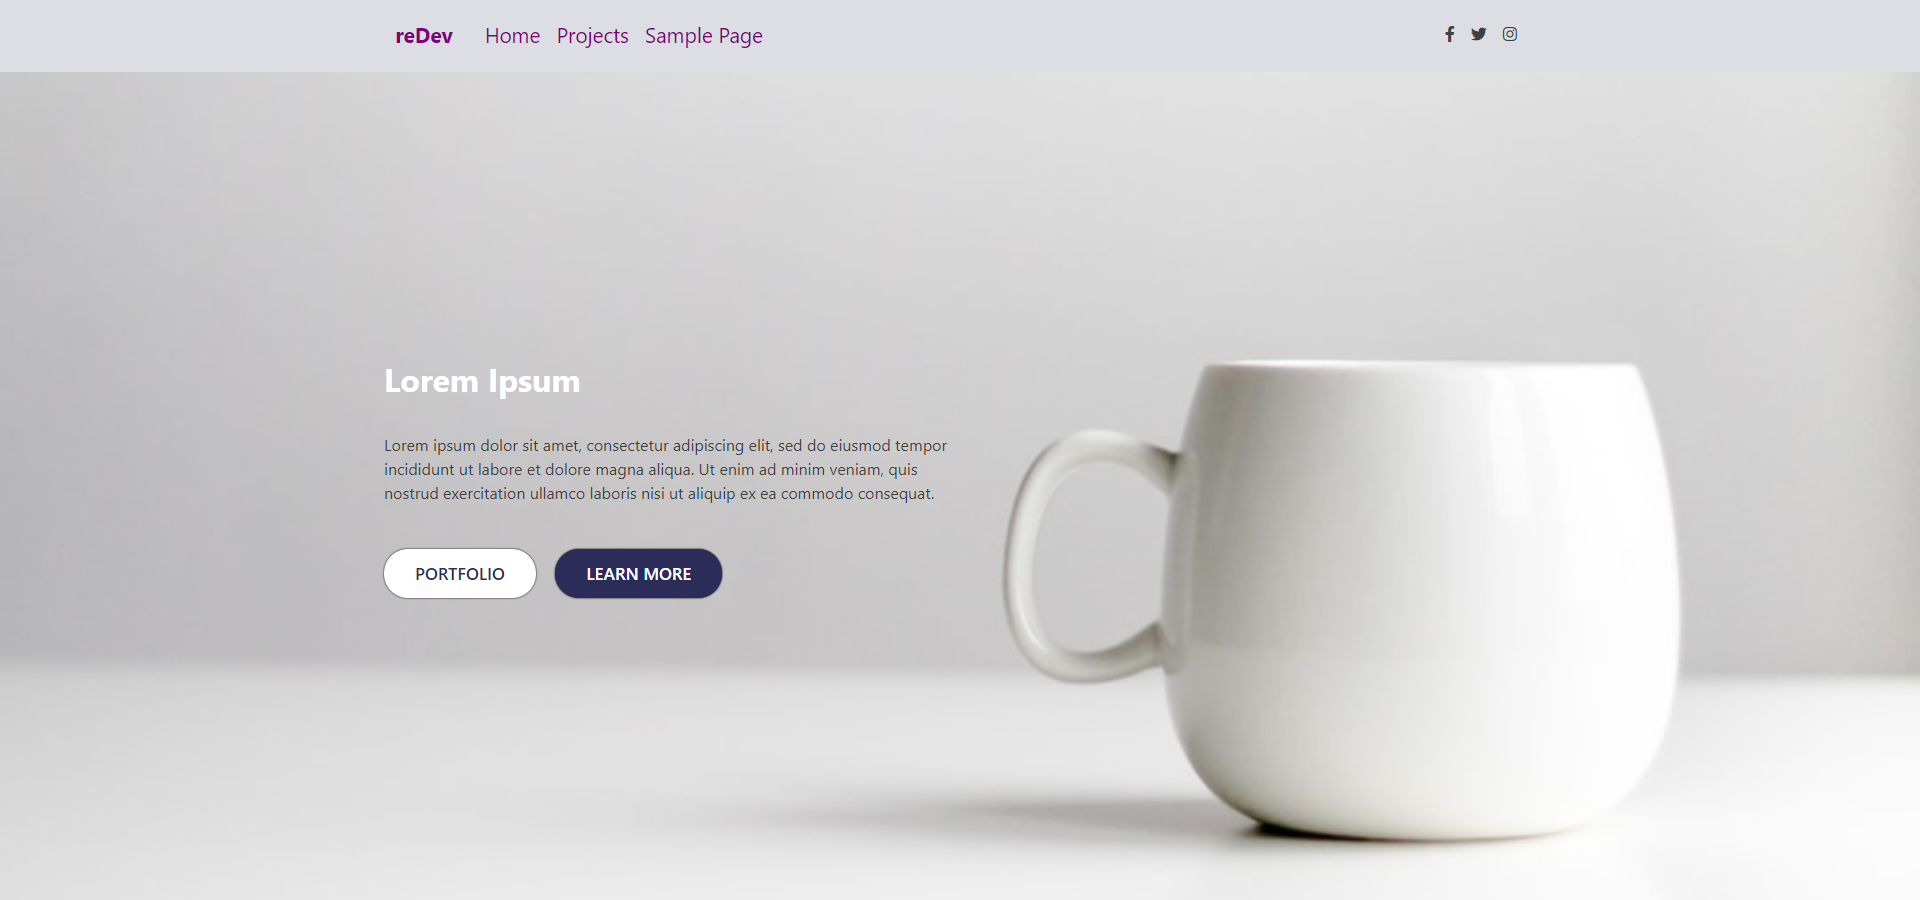 reDev Home Projects Sample Page
Lorem Ipsum
Lorem ipsum dolor sit amet, consectetur adipiscing elit, sed do eiusmod tempor
incididunt ut labore et dolore magna aliqua. Ut enim ad minim veniam, quis
nostrud exercitation ullamco laboris nisi ut aliquip ex ea commodo consequat.
PORTFOLIO LEARN MORE